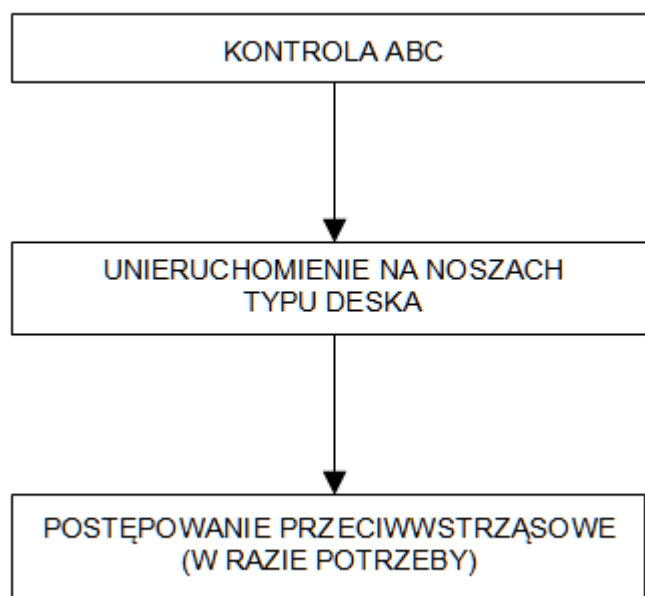 KONTROLA ABC
UNIERUCHOMIENIE NA NOSZACH
TYPU DESKA
POSTĘPOWANIE PRZECIWWSTRZĄSOWE
(W RAZIE POTRZEBY)